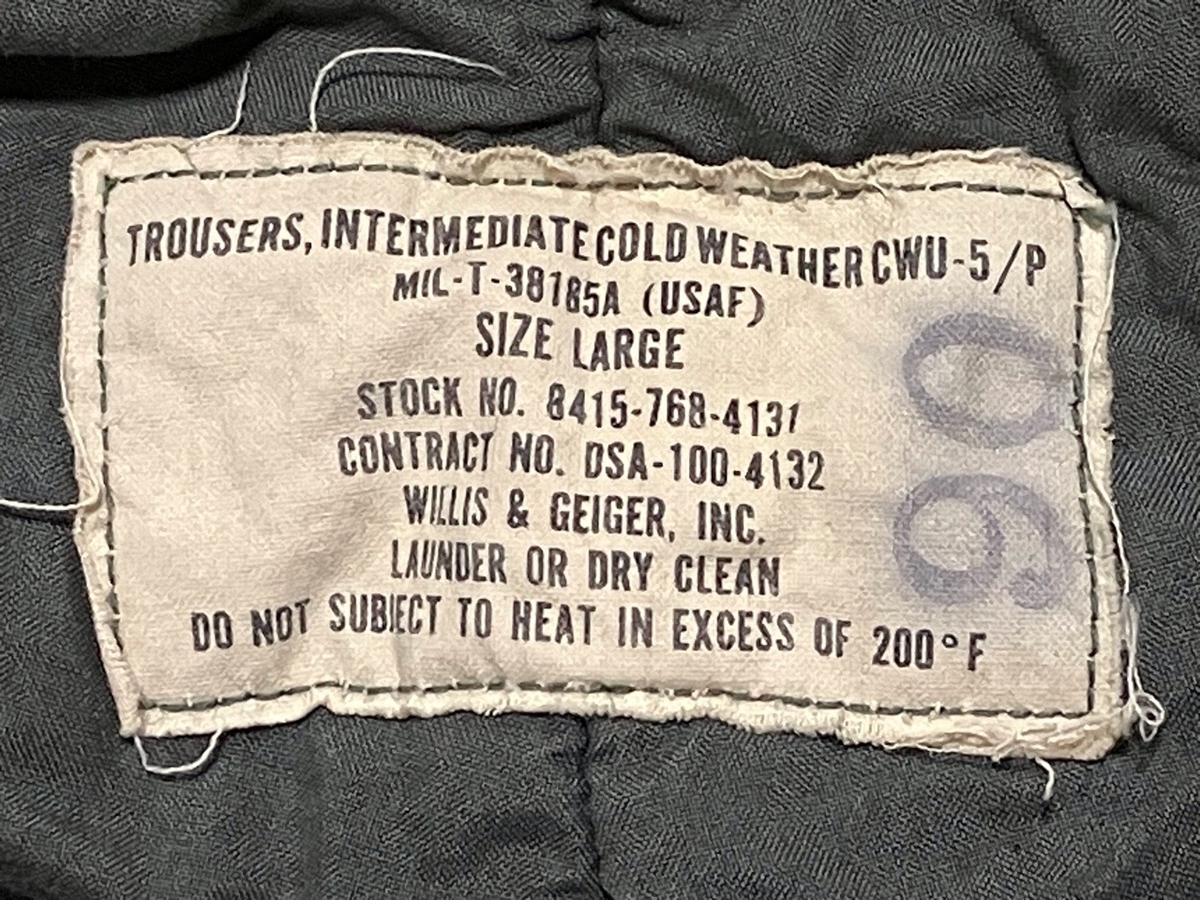 TROUSERS, INTERMEDIATE COLD WEATHER CWU-5/P
MIL-T-38185A (USAF)
SIZE LARGE
STOCK NO. 8415-768-4131
CONTRACT NO. DSA-100-4132
WILLIS & GEIGER, INC.
LAUNDER OR DRY CLEAN
DO NOT SUBJECT TO HEAT IN EXCESS OF 200°F